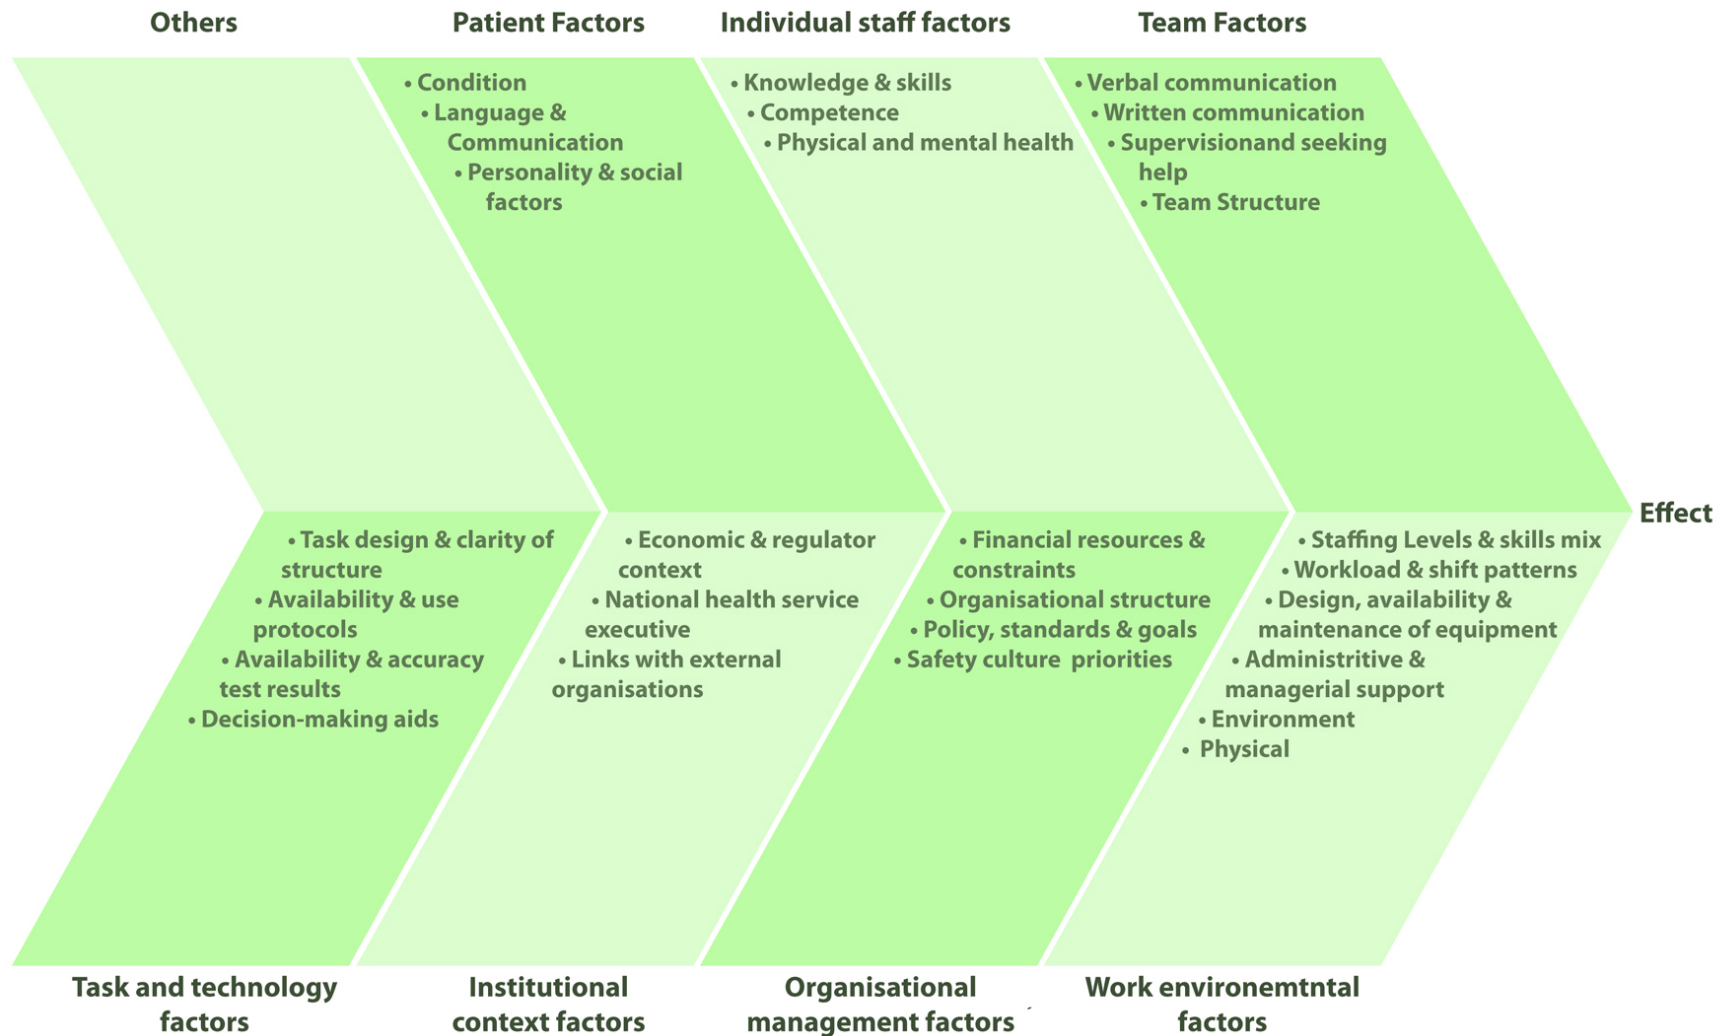 Others
Patient Factors
Individual staff factors
Team Factors
• Condition
• Language &
Communication
• Personality & social
factors
• Knowledge & skills
• Competence
• Physical and mental health
• Verbal communication
• Written communication
• Supervisionand seeking
help
• Team Structure
Effect
• Task design & clarity of
structure
• Availability & use
protocols
• Availability & accuracy
test results
• Decision-making aids
• Economic & regulator
context
• National health service
executive
• Links with external
organisations
• Financial resources &
constraints
• Organisational structure
• Policy, standards & goals
• Safety culture  priorities
• Staffing Levels & skills mix
• Workload & shift patterns
• Design, availability &
maintenance of equipment
• Administritive &
managerial support
• Environment
• Physical
Task and technology
factors
Institutional
context factors
Organisational
management factors
Work environemtntal
factors